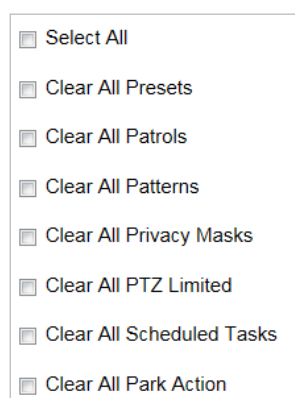 Select All
Clear All Presets
Clear All Patrols
Clear All Patterns
Clear All Privacy Masks
Clear All PTZ Limited
Clear All Scheduled Tasks
Clear All Park Action